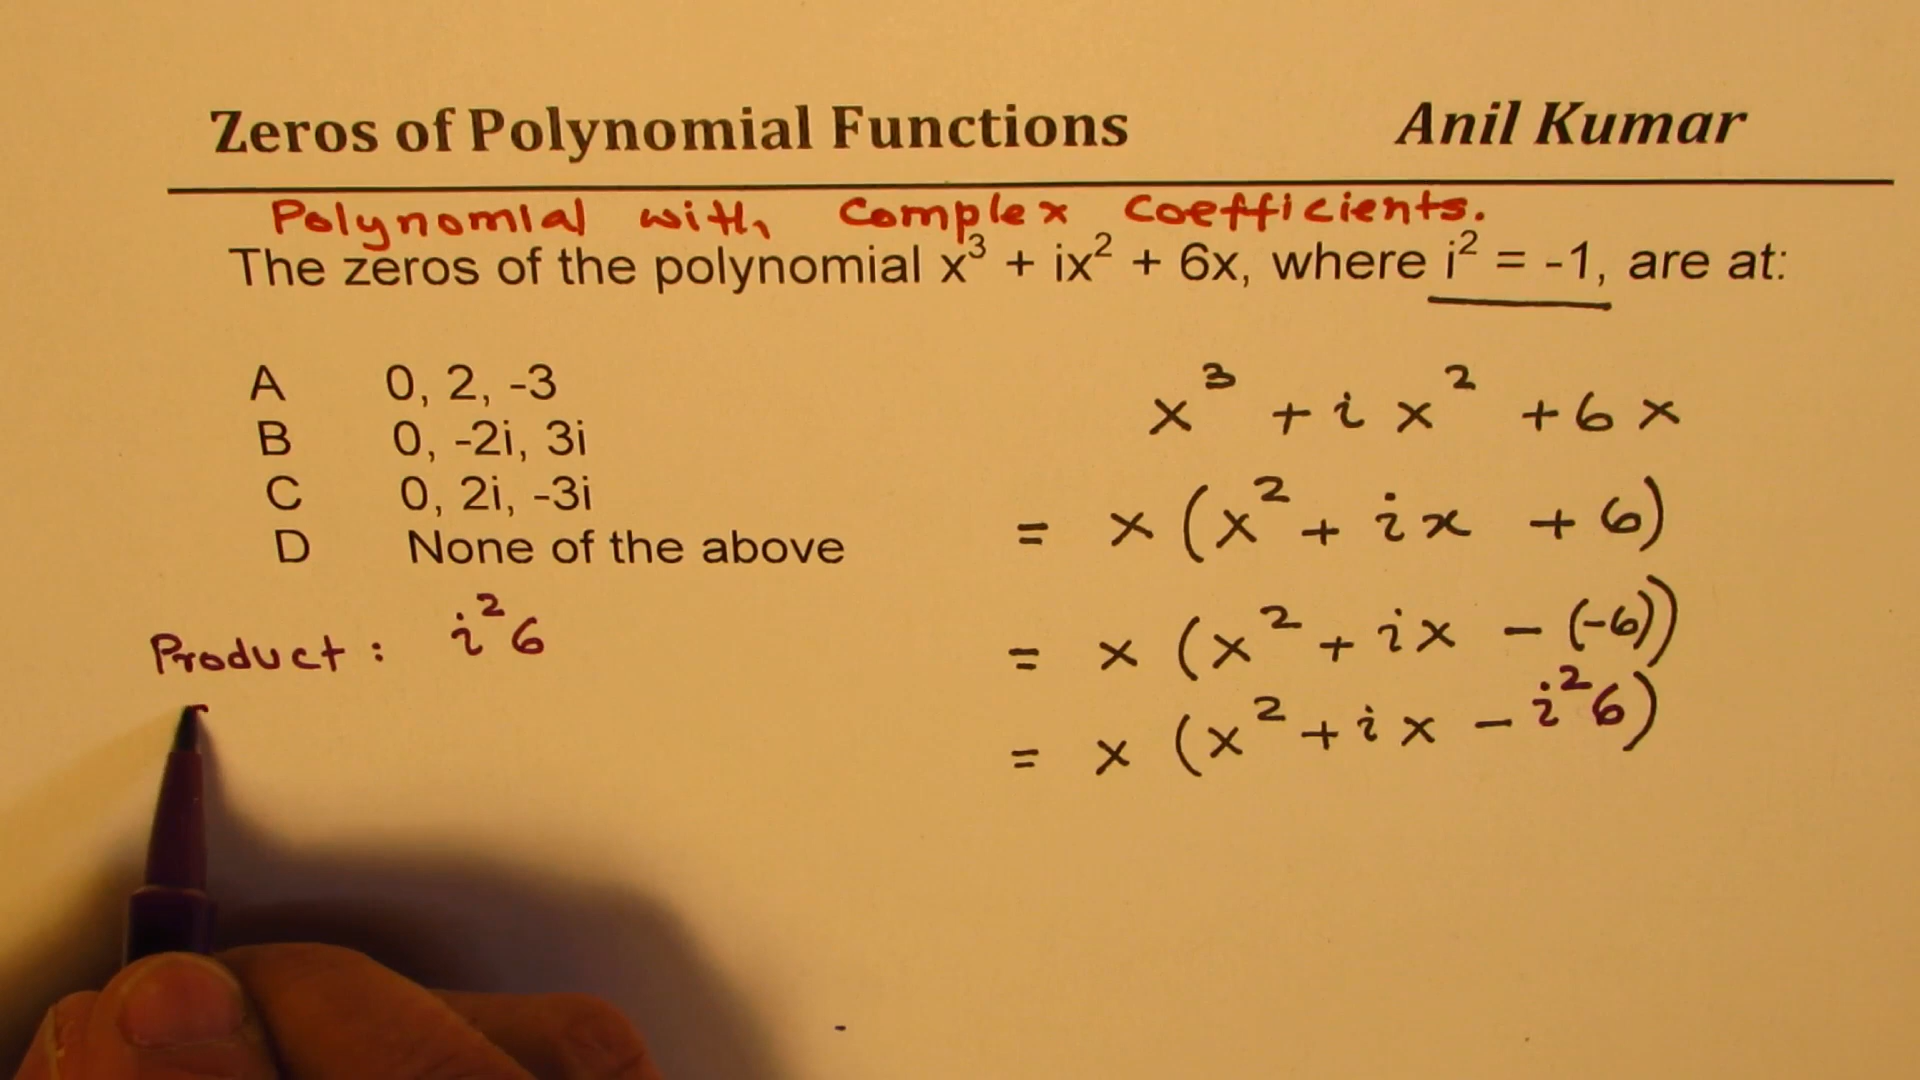 Zeros of Polynomial Functions Anil Kumar
Polynomial with Complex Coefficients.
The zeros of the polynomial x³ + ix² + 6x, where i² = -1, are at:
A 0, 2, -3
B 0, -2i, 3i
C 0, 2i, -3i
D None of the above
Product: i²6
x³ + i x² + 6 x
= x (x² + ix + 6)
= x (x² + ix - (-6))
= x (x² + ix - i²6)